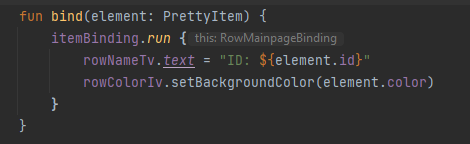 fun bind(element: PrettyItem) {
itemBinding.run { this: RowMainpageBinding
rowNameTv.text = "ID: ${element.id}"
rowColorIv.setBackgroundColor(element.color)
}
}